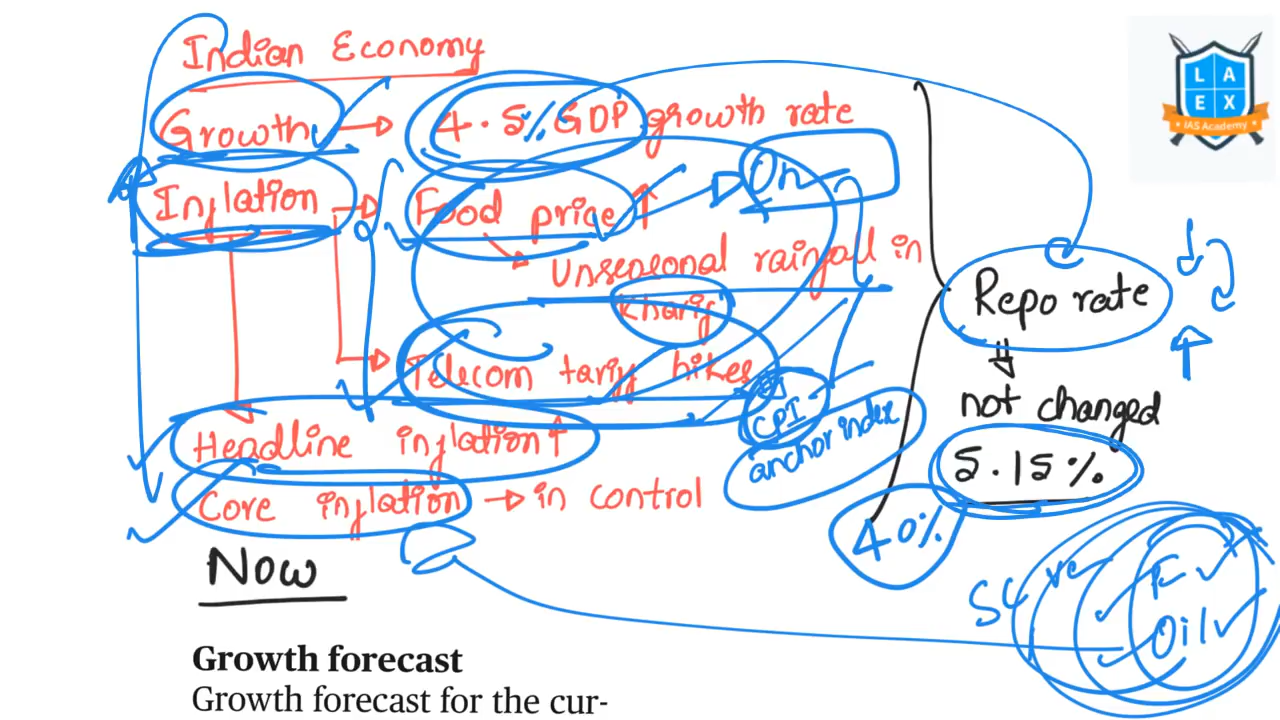 Indian Economy
Growth → 4.5% GDP growth rate
Inflation → Food price ↑ → On
Unseasonal rainfall in
Kharif
→ Telecom tariff hikes
CPI
anchor index
Headline inflation ↑
Core inflation → in control
40%
Repo rate
not changed
5.15%
F
Oil
Now
Growth forecast
Growth forecast for the cur-
L A
E X
IAS Academy